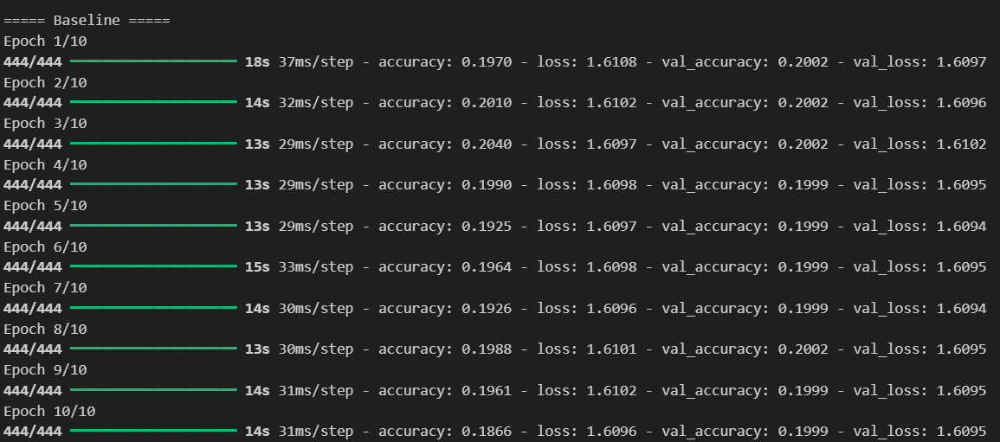 ===== Baseline =====
Epoch 1/10
444/444 ━━━━━━━━━━━━━━━━━━━━ 18s 37ms/step - accuracy: 0.1970 - loss: 1.6108 - val_accuracy: 0.2002 - val_loss: 1.6097
Epoch 2/10
444/444 ━━━━━━━━━━━━━━━━━━━━ 14s 32ms/step - accuracy: 0.2010 - loss: 1.6102 - val_accuracy: 0.2002 - val_loss: 1.6096
Epoch 3/10
444/444 ━━━━━━━━━━━━━━━━━━━━ 13s 29ms/step - accuracy: 0.2040 - loss: 1.6097 - val_accuracy: 0.2002 - val_loss: 1.6102
Epoch 4/10
444/444 ━━━━━━━━━━━━━━━━━━━━ 13s 29ms/step - accuracy: 0.1990 - loss: 1.6098 - val_accuracy: 0.1999 - val_loss: 1.6095
Epoch 5/10
444/444 ━━━━━━━━━━━━━━━━━━━━ 13s 29ms/step - accuracy: 0.1925 - loss: 1.6097 - val_accuracy: 0.1999 - val_loss: 1.6094
Epoch 6/10
444/444 ━━━━━━━━━━━━━━━━━━━━ 15s 33ms/step - accuracy: 0.1964 - loss: 1.6098 - val_accuracy: 0.1999 - val_loss: 1.6095
Epoch 7/10
444/444 ━━━━━━━━━━━━━━━━━━━━ 14s 30ms/step - accuracy: 0.1926 - loss: 1.6096 - val_accuracy: 0.1999 - val_loss: 1.6094
Epoch 8/10
444/444 ━━━━━━━━━━━━━━━━━━━━ 13s 30ms/step - accuracy: 0.1988 - loss: 1.6101 - val_accuracy: 0.2002 - val_loss: 1.6095
Epoch 9/10
444/444 ━━━━━━━━━━━━━━━━━━━━ 14s 31ms/step - accuracy: 0.1961 - loss: 1.6102 - val_accuracy: 0.1999 - val_loss: 1.6095
Epoch 10/10
444/444 ━━━━━━━━━━━━━━━━━━━━ 14s 31ms/step - accuracy: 0.1866 - loss: 1.6096 - val_accuracy: 0.1999 - val_loss: 1.6095